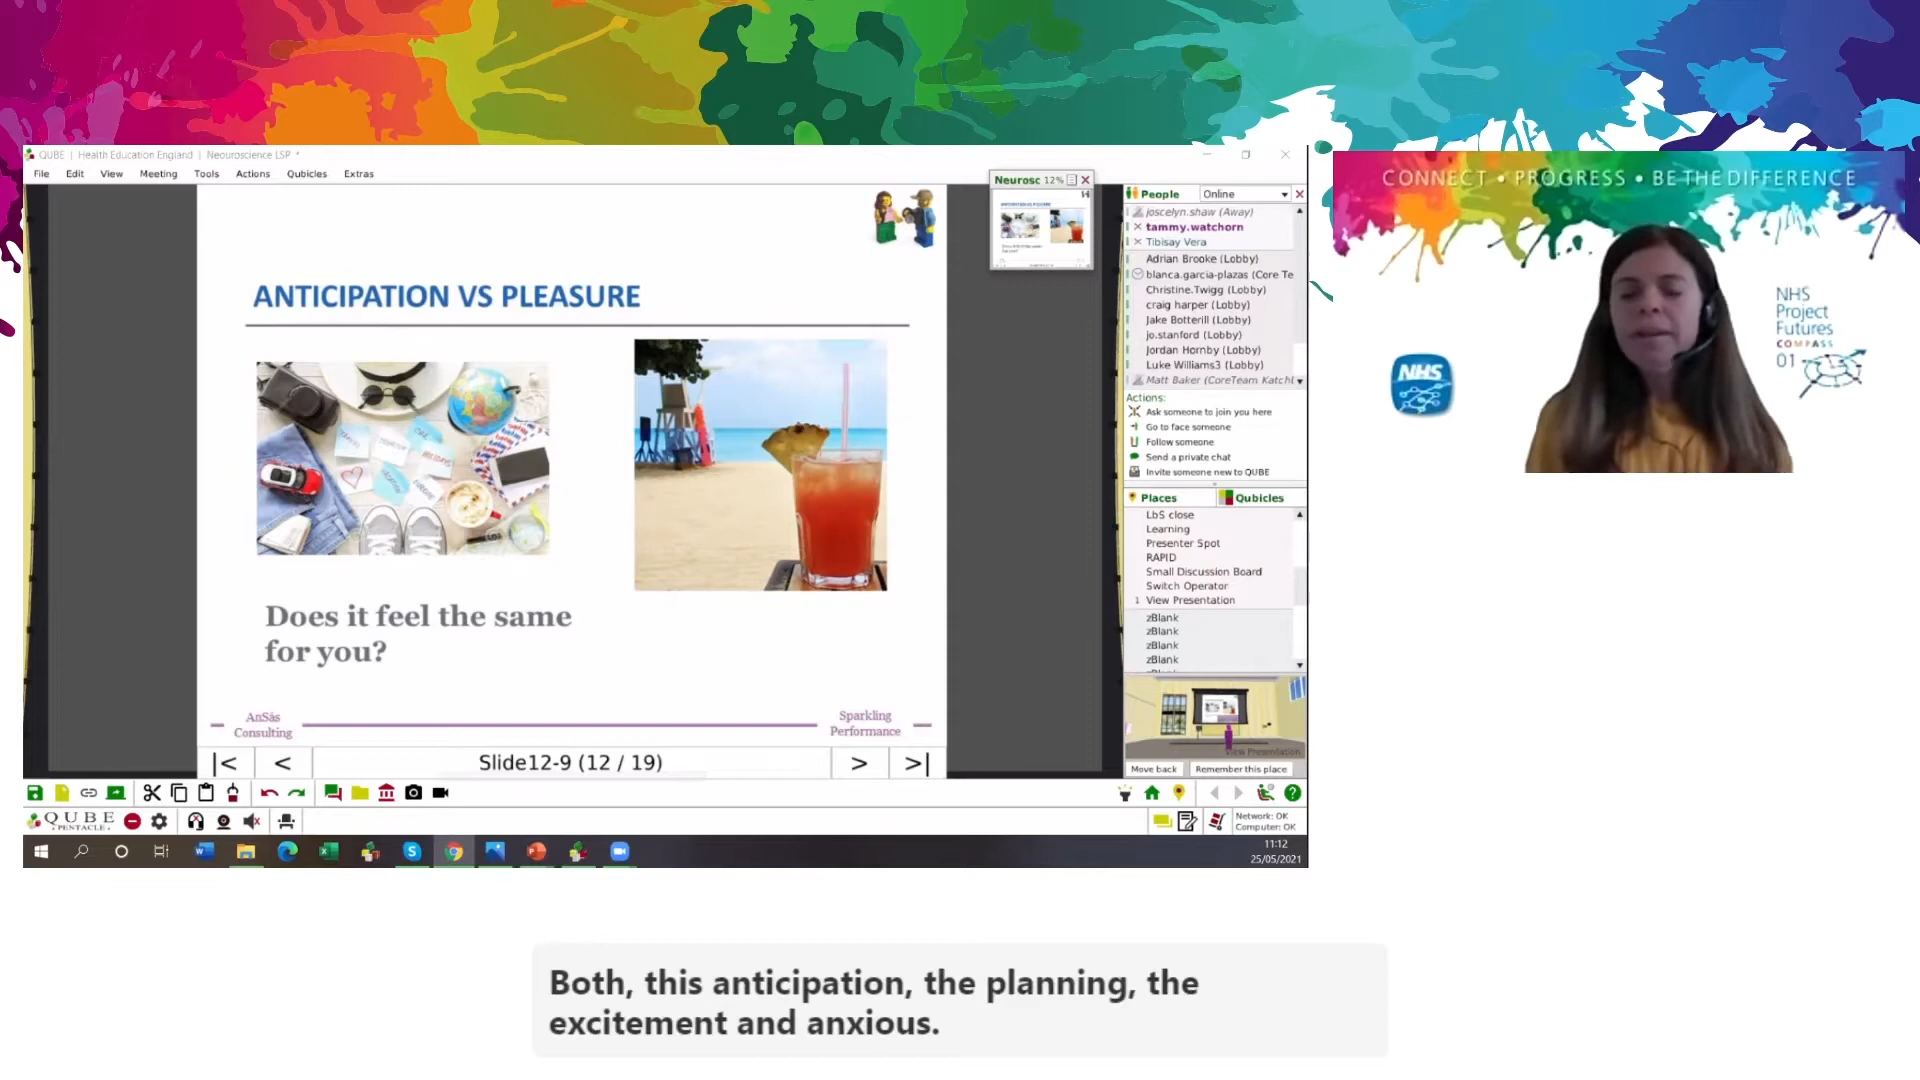 QUBE | Health Education England | Neouroscience LSP *
File Edit View Meeting Tools Actions Qubicles Extras
ANTICIPATION VS PLEASURE
Does it feel the same
for you?
AnSäs
Consulting
Sparkling
Performance
|< < Slide12-9 (12 / 19) > >|
Neurosc 12%
People Online
joscelyn.shaw (Away)
tammy.watchorn
Tibisay Vera
Adrian Brooke (Lobby)
blanca.garcia-plazas (Core Te
Christine.Twigg (Lobby)
craig harper (Lobby)
Jake Botterill (Lobby)
jo.stanford (Lobby)
Jordan Hornby (Lobby)
Luke Williams3 (Lobby)
Matt Baker (CoreTeam Katchl
Actions:
Ask someone to join you here
Go to face someone
Follow someone
Send a private chat
Invite someone new to QUBE
Places Qubicles
LbS close
Learning
Presenter Spot
RAPID
Small Discussion Board
Switch Operator
1 View Presentation
zBlank
zBlank
zBlank
zBlank
View Presentation
Move back Remember this place
QUBE
PENTACLE
Network: OK
Computer: OK
11:12
25/05/2021
CONNECT • PROGRESS • BE THE DIFFERENCE
NHS
NHS
Project
Futures
COMPASS
01
Both, this anticipation, the planning, the
excitement and anxious.